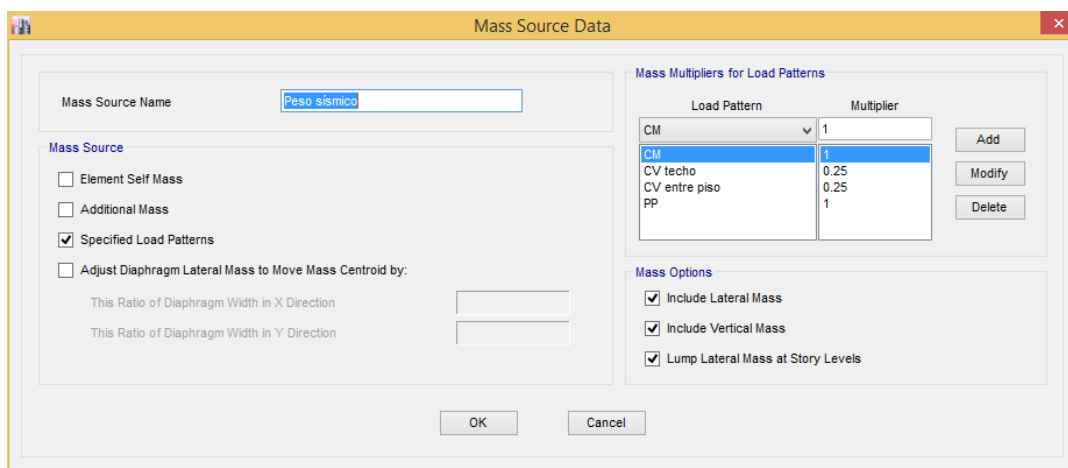 Mass Source Data
Mass Source Name Peso sísmico
Mass Source
Element Self Mass
Additional Mass
Specified Load Patterns
Adjust Diaphragm Lateral Mass to Move Mass Centroid by:
This Ratio of Diaphragm Width in X Direction
This Ratio of Diaphragm Width in Y Direction
Mass Multipliers for Load Patterns
Load Pattern Multiplier
CM 1
CM 1
CV techo 0.25
CV entre piso 0.25
PP 1
Add
Modify
Delete
Mass Options
Include Lateral Mass
Include Vertical Mass
Lump Lateral Mass at Story Levels
OK Cancel